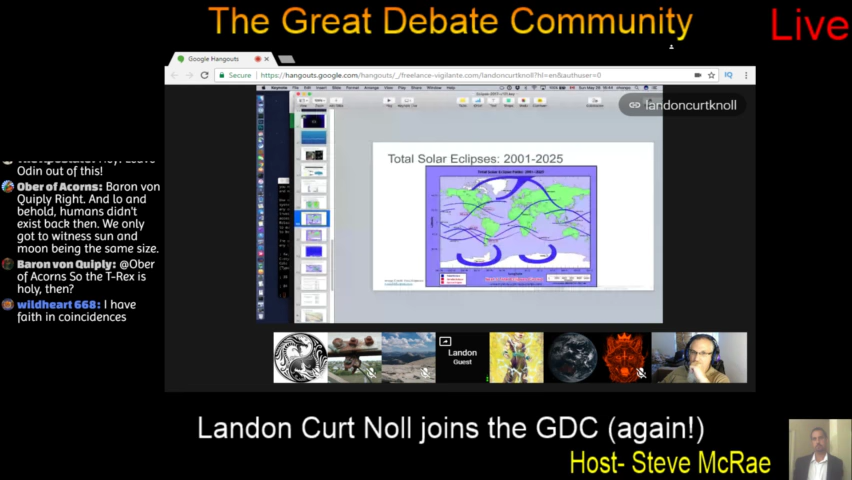 The Great Debate Community
Live
Google Hangouts
Secure
https://hangouts.google.com/hangouts/_/freelance-vigilante.com/landoncurtknoll?hl=en&authuser=0
landoncurtknoll
Total Solar Eclipses: 2001-2025
Odin out of this!
Ober of Acorns: Baron von
Quiply Right. And lo and
behold, humans didn't
exist back then. We only
got to witness sun and
moon being the same size.
Baron von Quiply: @Ober
of Acorns So the T-Rex is
holy, then?
wildheart 668: I have
faith in coincidences
Landon
Guest
Landon Curt Noll joins the GDC (again!)
Host- Steve McRae